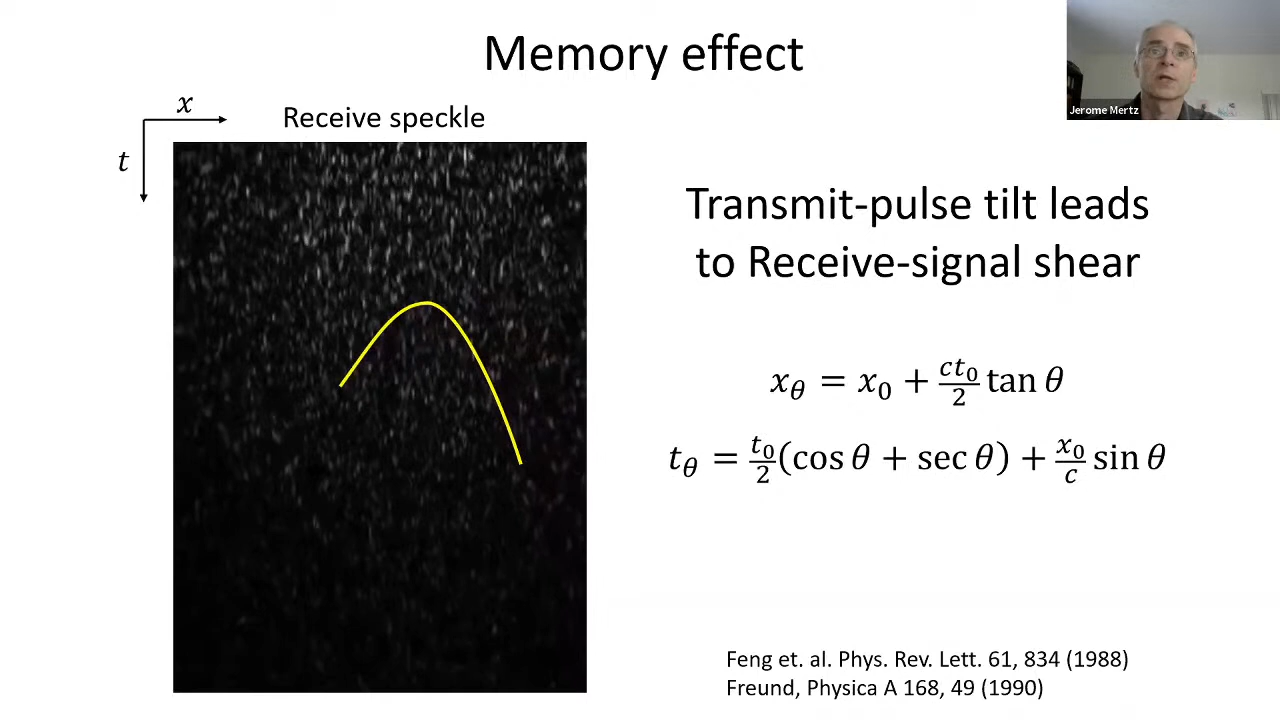 Memory effect
Jerome Mertz
x
Receive speckle
t
Transmit-pulse tilt leads
to Receive-signal shear
x_θ = x_0 + ct_0/2 tan θ
t_θ = t_0/2 (cos θ + sec θ) + x_0/c sin θ
Feng et. al. Phys. Rev. Lett. 61, 834 (1988)
Freund, Physica A 168, 49 (1990)